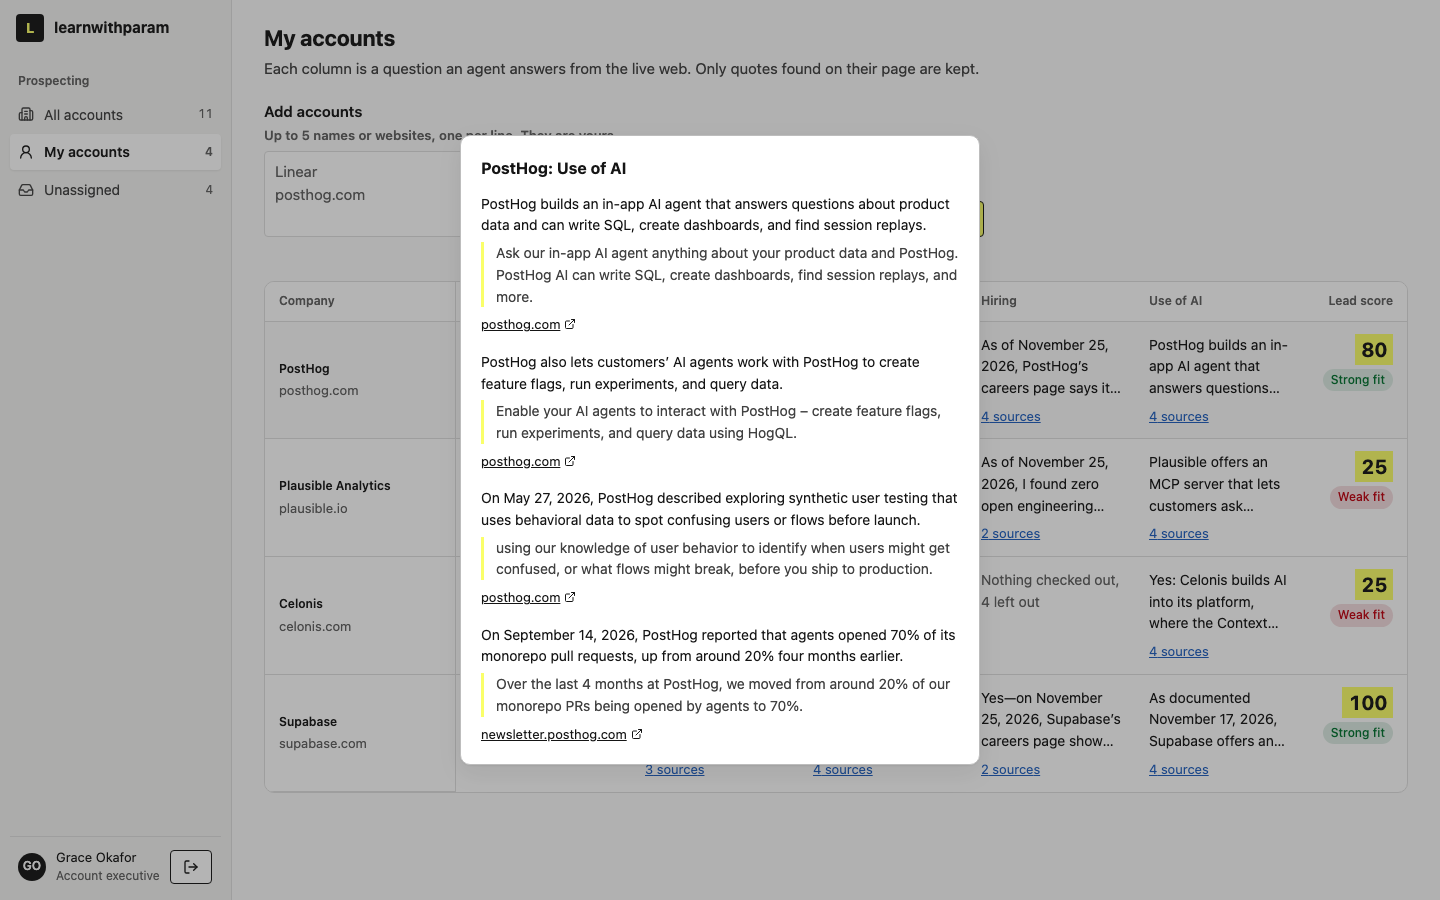 L learnwithparam
Prospecting
All accounts 11
My accounts 4
Unassigned 4
GO Grace Okafor
Account executive
My accounts
Each column is a question an agent answers from the live web. Only quotes found on their page are kept.
Add accounts
Up to 5 names or websites, one per line. They are yours.
Linear
posthog.com
PostHog: Use of AI
PostHog builds an in-app AI agent that answers questions about product
data and can write SQL, create dashboards, and find session replays.
Ask our in-app AI agent anything about your product data and PostHog.
PostHog AI can write SQL, create dashboards, find session replays, and
more.
posthog.com
PostHog also lets customers’ AI agents work with PostHog to create
feature flags, run experiments, and query data.
Enable your AI agents to interact with PostHog – create feature flags,
run experiments, and query data using HogQL.
posthog.com
On May 27, 2026, PostHog described exploring synthetic user testing that
uses behavioral data to spot confusing users or flows before launch.
using our knowledge of user behavior to identify when users might get
confused, or what flows might break, before you ship to production.
posthog.com
On September 14, 2026, PostHog reported that agents opened 70% of its
monorepo pull requests, up from around 20% four months earlier.
Over the last 4 months at PostHog, we moved from around 20% of our
monorepo PRs being opened by agents to 70%.
newsletter.posthog.com
Company Hiring Use of AI Lead score
PostHog
posthog.com
As of November 25,
2026, PostHog’s
careers page says it...
4 sources
PostHog builds an in-
app AI agent that
answers questions...
4 sources
80
Strong fit
Plausible Analytics
plausible.io
As of November 25,
2026, I found zero
open engineering...
2 sources
Plausible offers an
MCP server that lets
customers ask...
4 sources
25
Weak fit
Celonis
celonis.com
Nothing checked out,
4 left out
Yes: Celonis builds AI
into its platform,
where the Context...
4 sources
25
Weak fit
Supabase
supabase.com
3 sources
4 sources
Yes—on November
25, 2026, Supabase’s
careers page show...
2 sources
As documented
November 17, 2026,
Supabase offers an...
4 sources
100
Strong fit